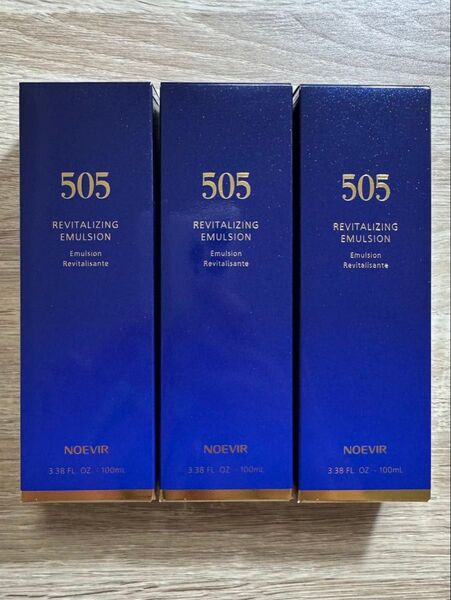 505
REVITALIZING
EMULSION
Emulsion
Revitalisante
NOEVIR
3.38 FL. OZ. - 100mL
505
REVITALIZING
EMULSION
Emulsion
Revitalisante
NOEVIR
3.38 FL. OZ. - 100mL
505
REVITALIZING
EMULSION
Emulsion
Revitalisante
NOEVIR
3.38 FL. OZ. - 100mL